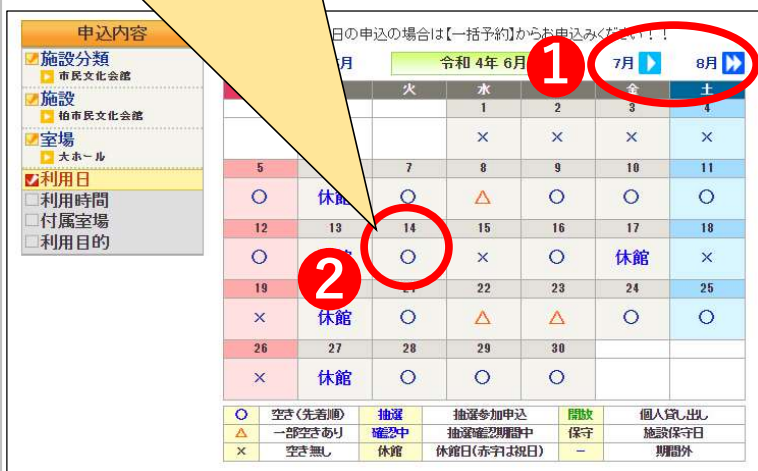 申込内容
施設分類
市民文化会館
施設
柏市民文化会館
室場
大ホール
利用日
利用時間
付属室場
利用目的
日の申込の場合は【一括予約】からお申込みください！！
月 令和 4年 6月 7月 8月
1
火 水 金 土
1 2 3 4
× × × ×
5 7 8 9 10 11
○ 休館 ○ △ ○ ○ ○
12 13 14 15 16 17 18
○ ○ × ○ 休館 ×
2
19 21 22 23 24 25
× 休館 ○ △ △ ○ ○
26 27 28 29 30
× 休館 ○ ○ ○
○ 空き(先着順) 抽選 抽選参加申込 開放 個人貸し出し
△ 一部空きあり 確認中 抽選確認期間中 保守 施設保守日
× 空き無し 休館 休館日(赤字は祝日) － 期間外